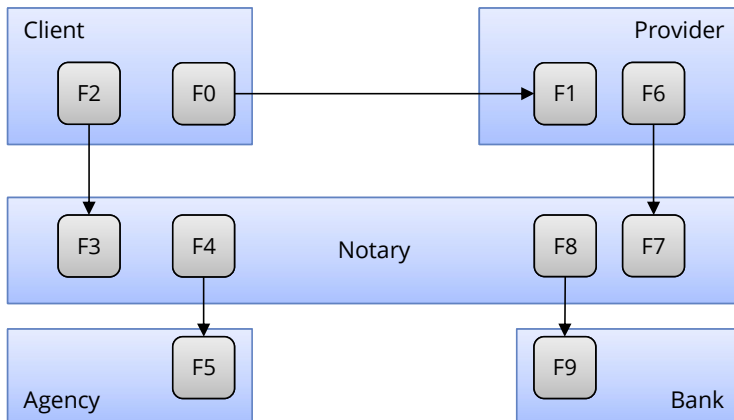 Client
Provider
F2
F0
F1
F6
F3
F4
Notary
F8
F7
F5
F9
Agency
Bank